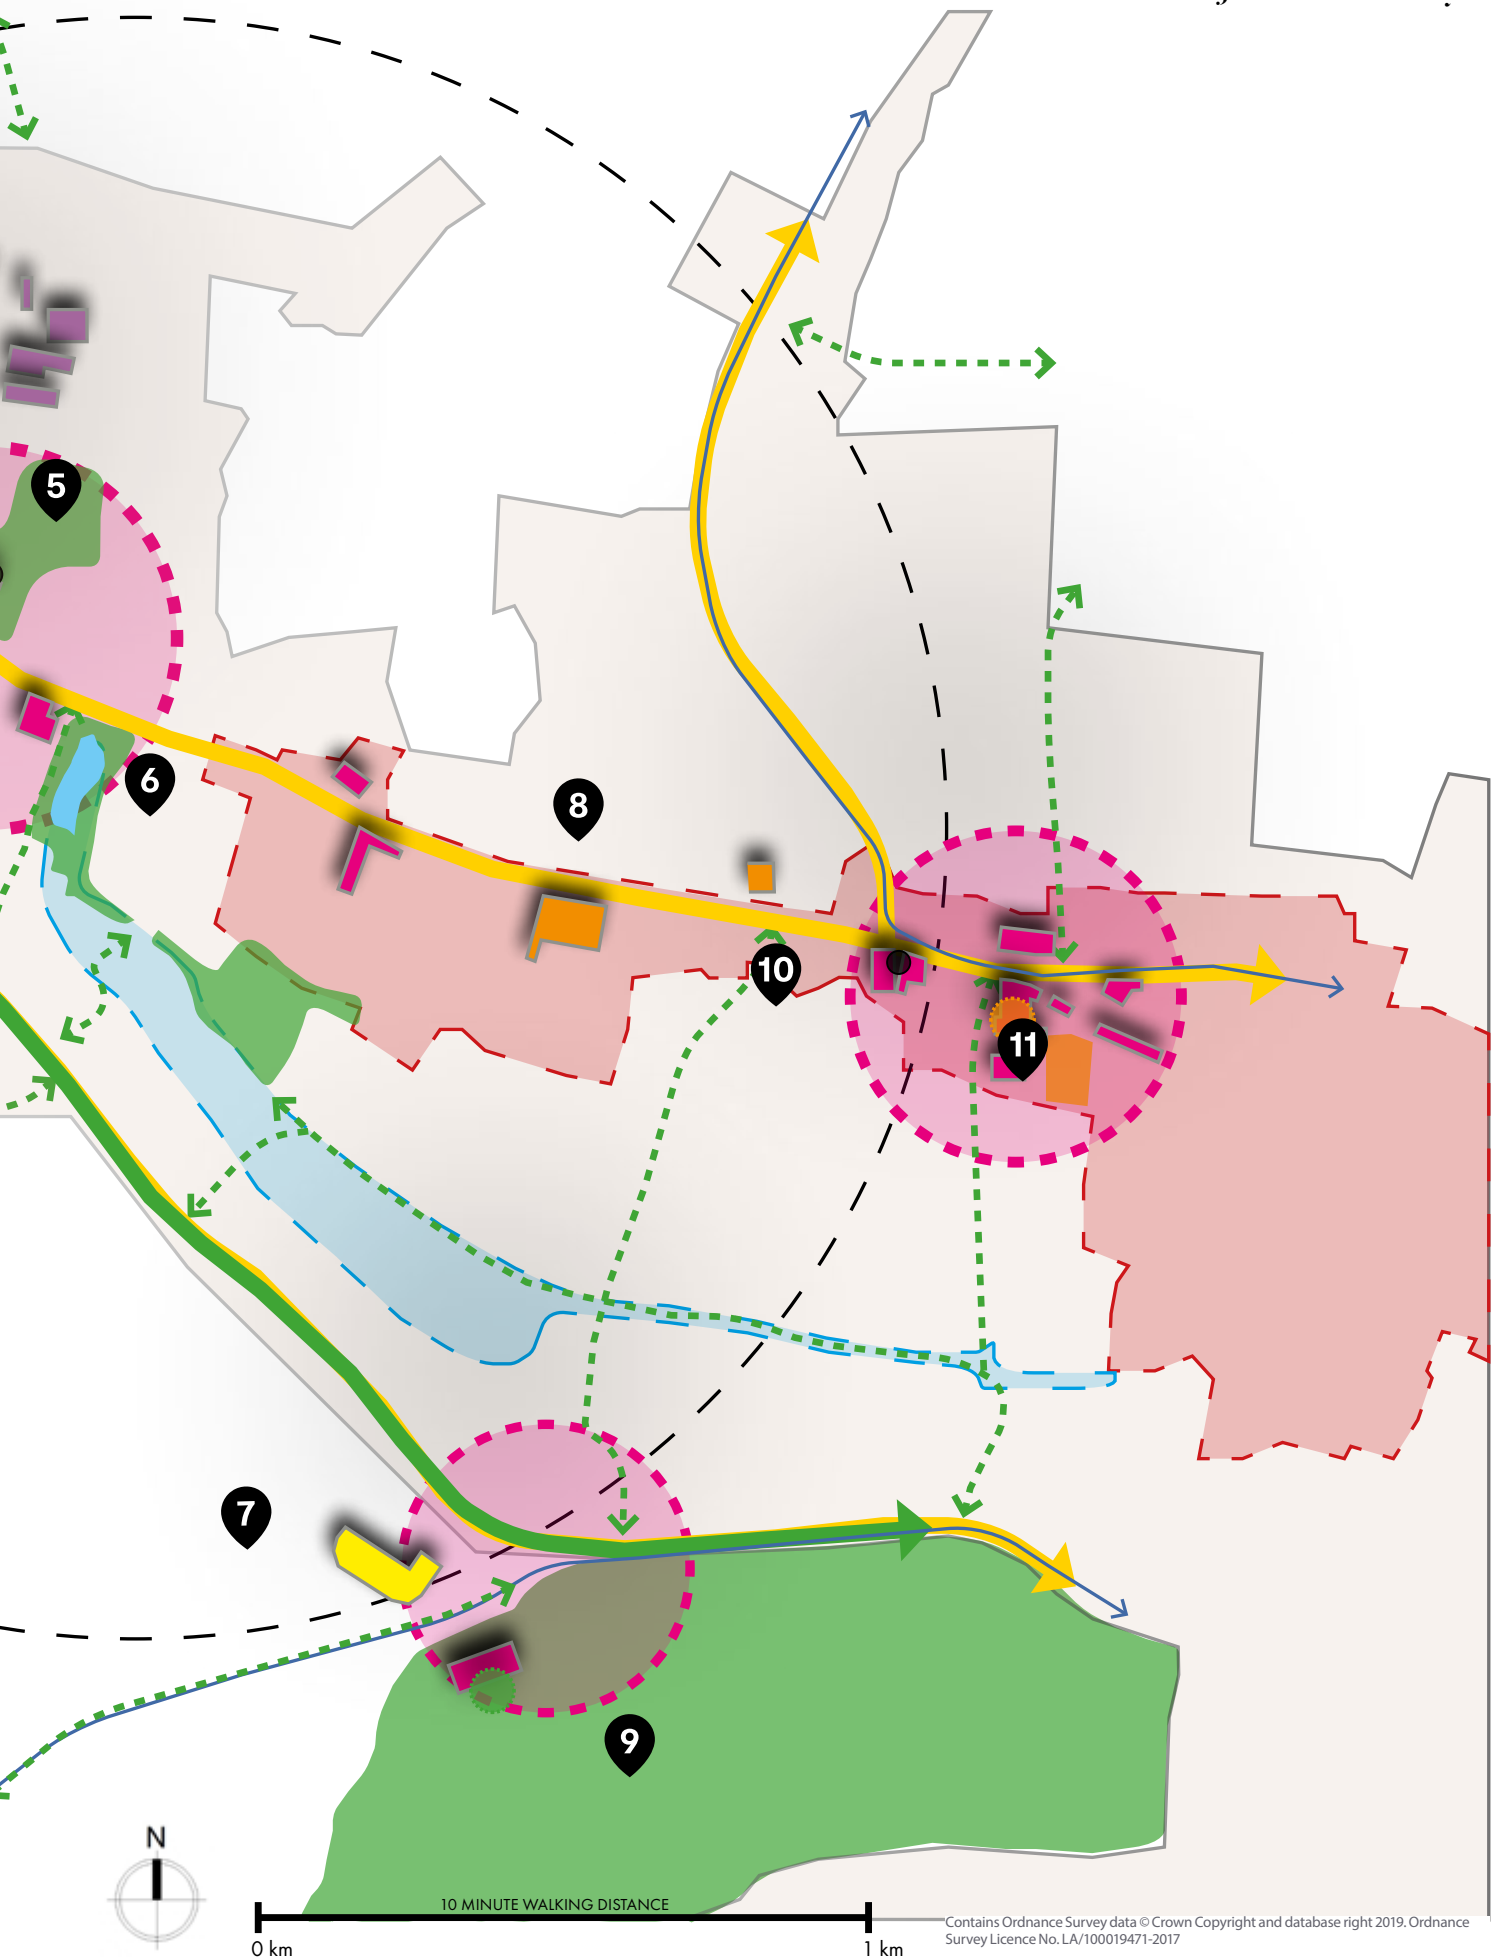 5
6
8
10
11
7
9
N
10 MINUTE WALKING DISTANCE
0 km
1 km
Contains Ordnance Survey data © Crown Copyright and database right 2019. Ordnance
Survey Licence No. LA/100019471-2017